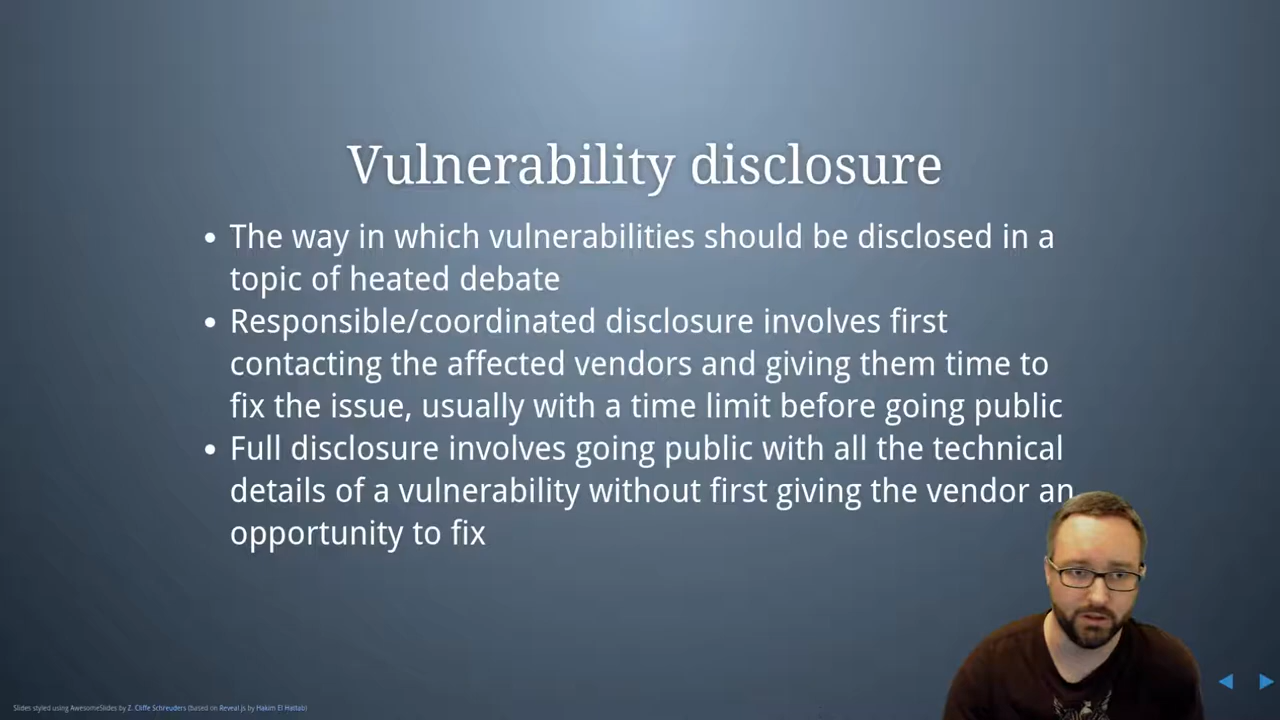 Vulnerability disclosure
• The way in which vulnerabilities should be disclosed in a
topic of heated debate
• Responsible/coordinated disclosure involves first
contacting the affected vendors and giving them time to
fix the issue, usually with a time limit before going public
• Full disclosure involves going public with all the technical
details of a vulnerability without first giving the vendor an
opportunity to fix
Slides styled using AwesomeSlides by Z. Cliffe Schreuders (based on Reveal.js by Hakim El Hattab)